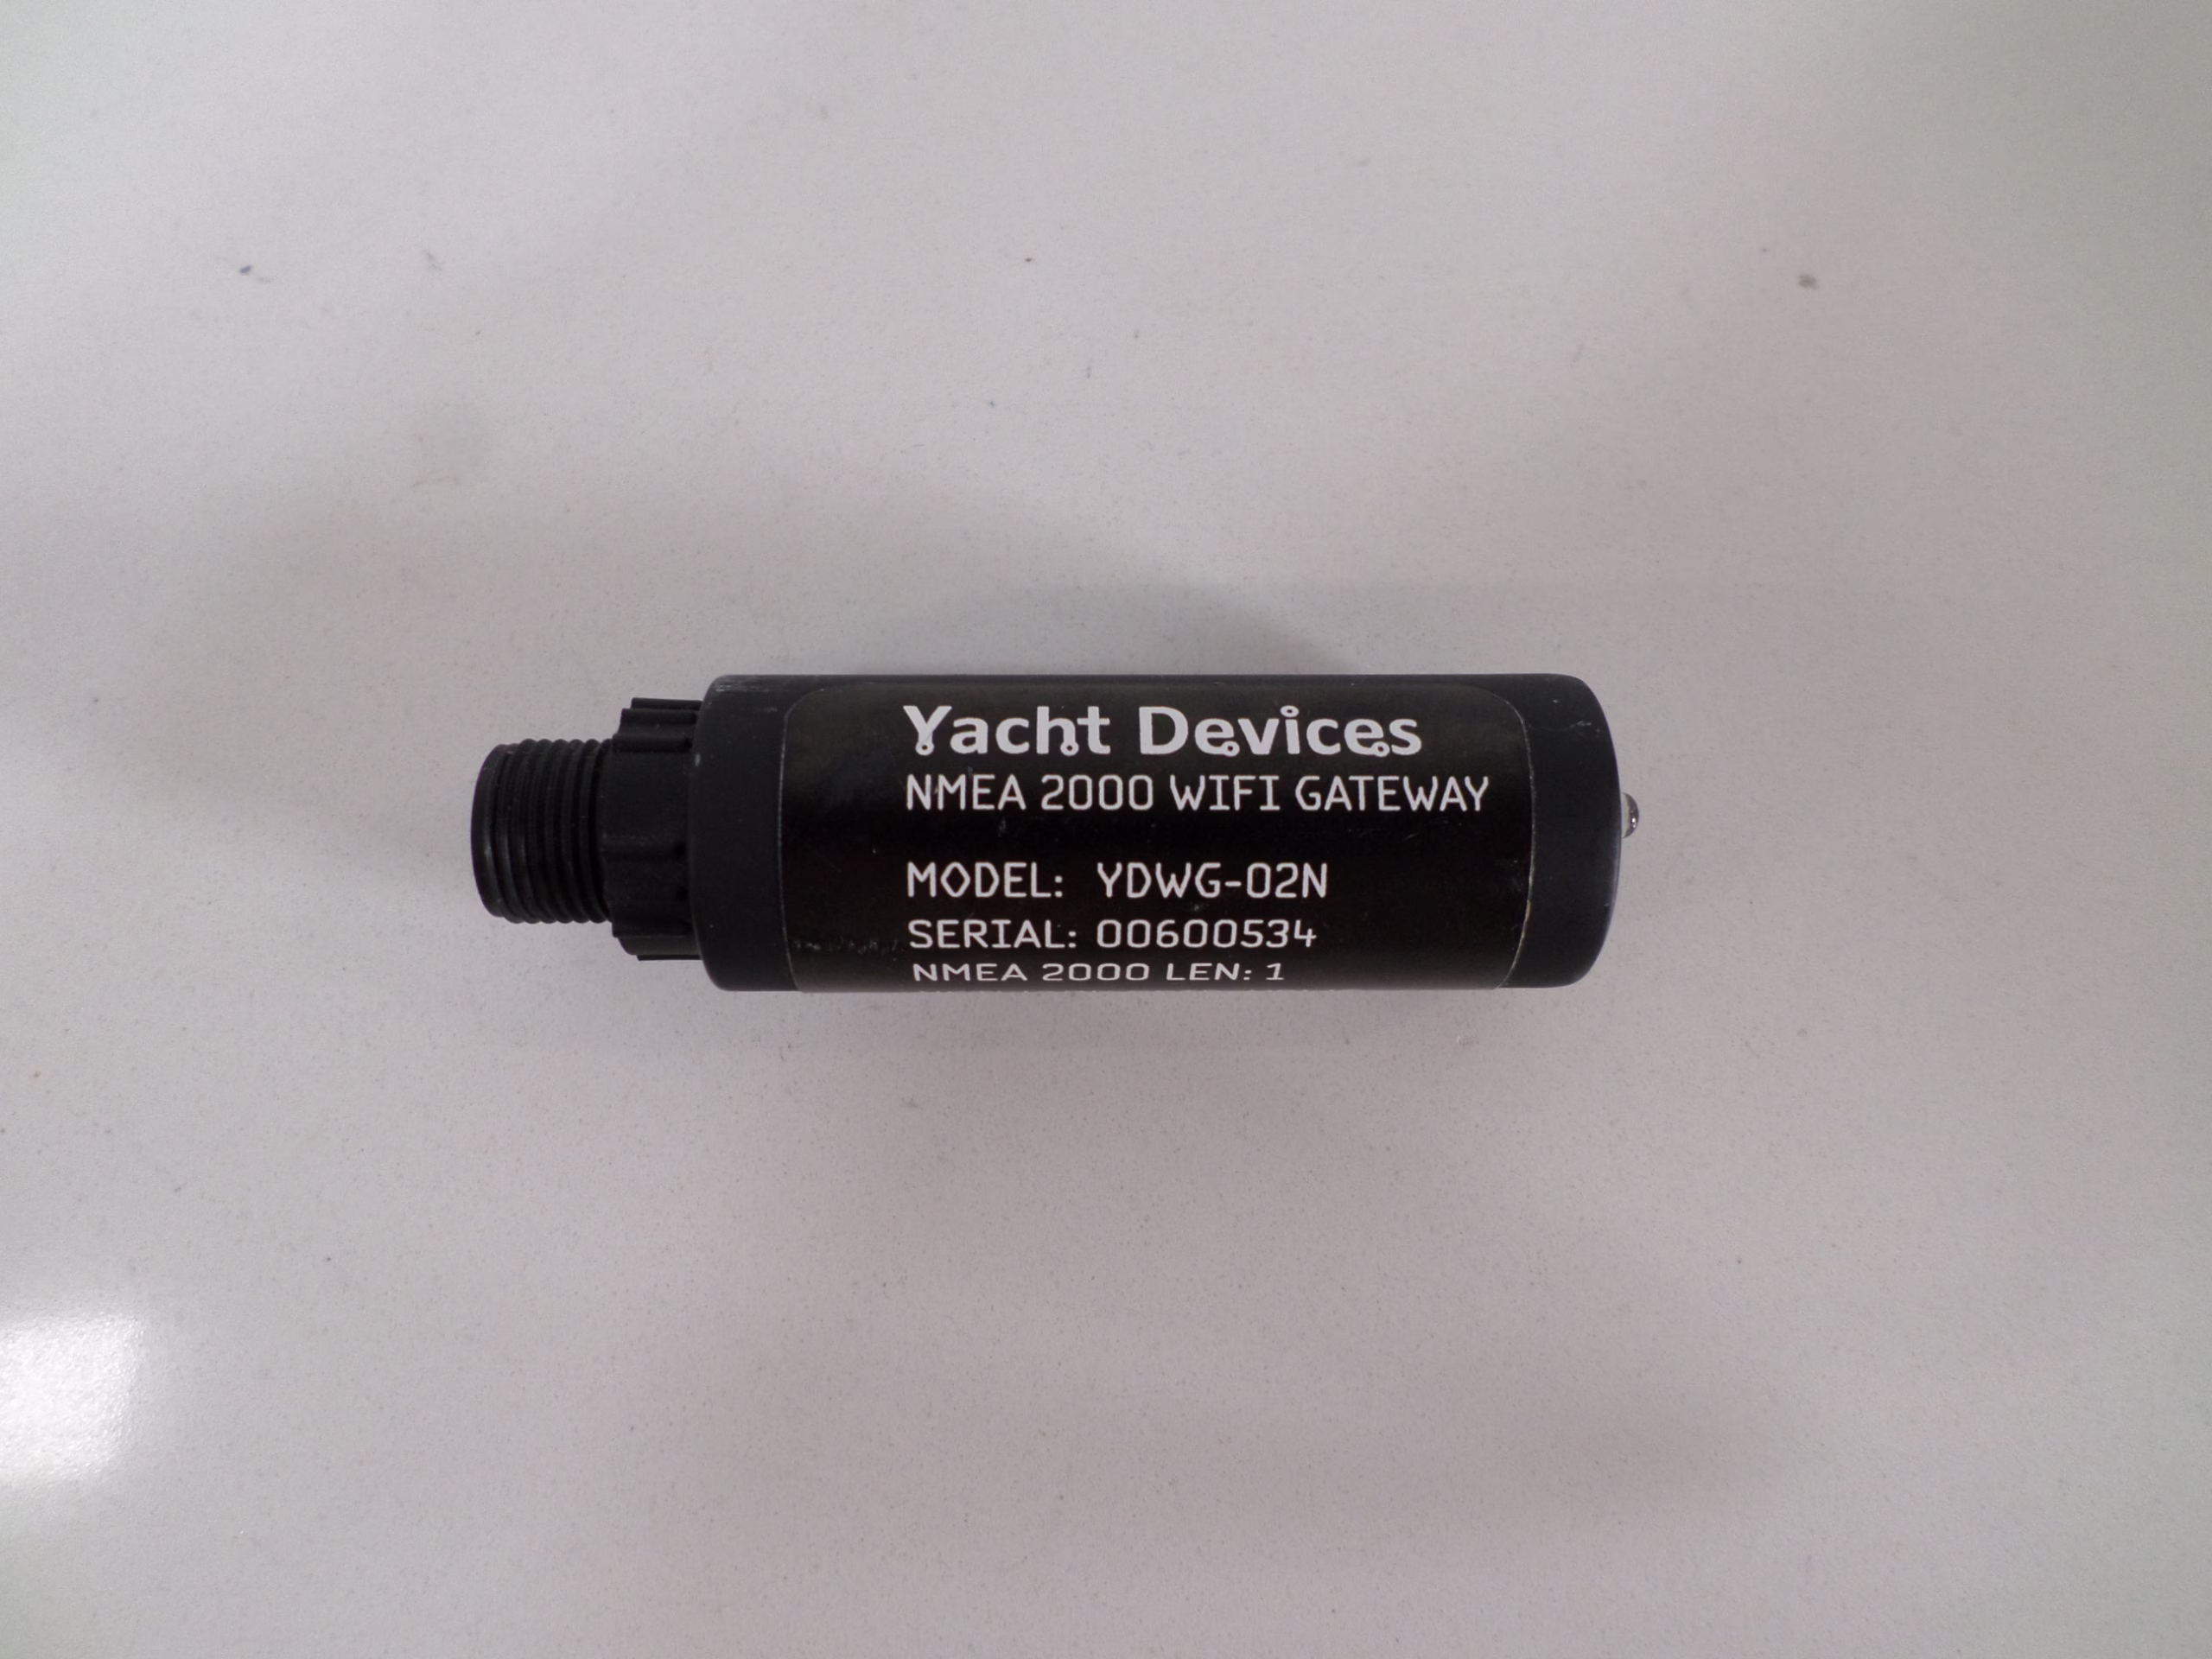 Yacht Devices
NMEA 2000 WIFI GATEWAY
MODEL: YDWG-02N
SERIAL: 00600534
NMEA 2000 LEN: 1